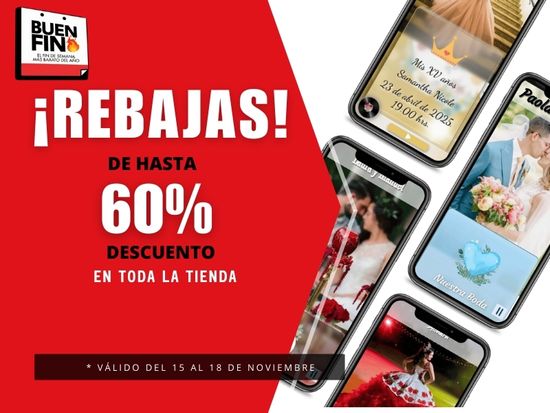 BUEN
FIN
EL FIN DE SEMANA
MÁS BARATO DEL AÑO
¡REBAJAS!
DE HASTA
60%
DESCUENTO
EN TODA LA TIENDA
* VÁLIDO DEL 15 AL 18 DE NOVIEMBRE
Mis XV años
Samantha Nicole
23 de abril de 2025
19:00 hrs.
Paol
Nuestra Boda